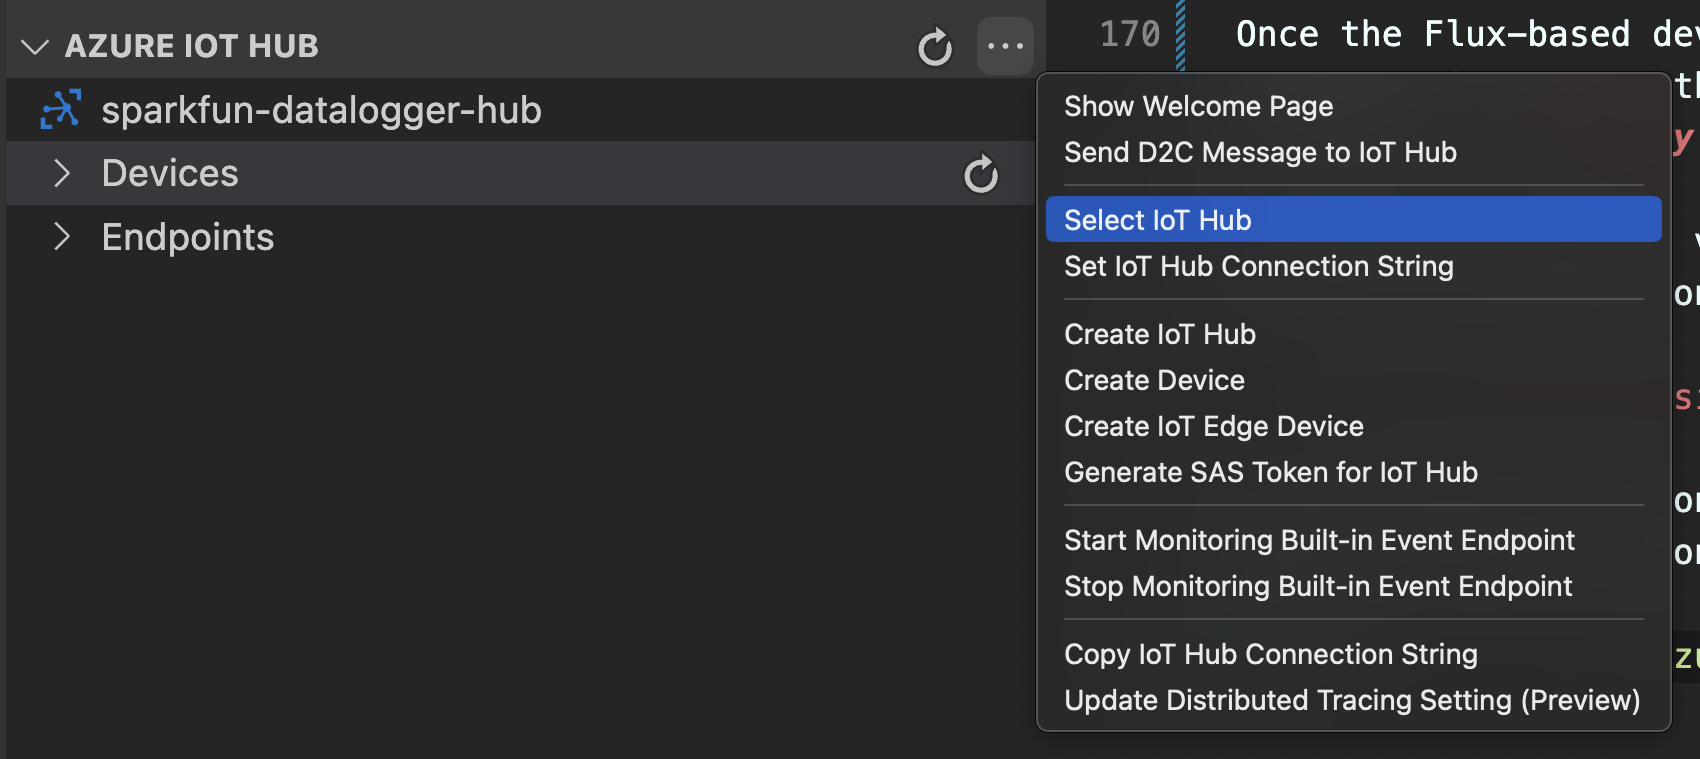 AZURE IOT HUB
sparkfun-datalogger-hub
Devices
Endpoints
170 Once the Flux-based
Show Welcome Page
Send D2C Message to IoT Hub
Select IoT Hub
Set IoT Hub Connection String
Create IoT Hub
Create Device
Create IoT Edge Device
Generate SAS Token for IoT Hub
Start Monitoring Built-in Event Endpoint
Stop Monitoring Built-in Event Endpoint
Copy IoT Hub Connection String
Update Distributed Tracing Setting (Preview)